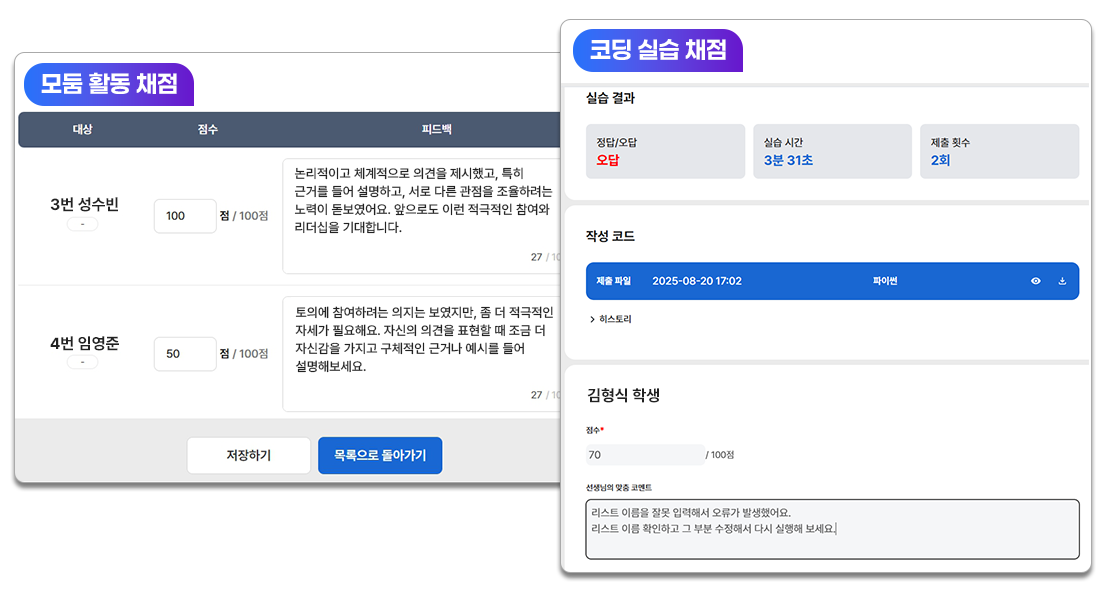 모둠 활동 채점
대상 점수 피드백
3번 성수빈
-
100 점 / 100점
논리적이고 체계적으로 의견을 제시했고, 특히
근거를 들어 설명하고, 서로 다른 관점을 조율하려는
노력이 돋보였어요. 앞으로도 이런 적극적인 참여와
리더십을 기대합니다.
27 / 10
4번 임영준
-
50 점 / 100점
토의에 참여하려는 의지는 보였지만, 좀 더 적극적인
자세가 필요해요. 자신의 의견을 표현할 때 조금 더
자신감을 가지고 구체적인 근거나 예시를 들어
설명해보세요.
27 / 10
저장하기 목록으로 돌아가기
코딩 실습 채점
실습 결과
정답/오답
오답
실습 시간
3분 31초
제출 횟수
2회
작성 코드
제출 파일 2025-08-20 17:02 파이썬
> 히스토리
김형식 학생
점수*
70 / 100점
선생님의 맞춤 코멘트
리스트 이름을 잘못 입력해서 오류가 발생했어요.
리스트 이름 확인하고 그 부분 수정해서 다시 실행해 보세요.